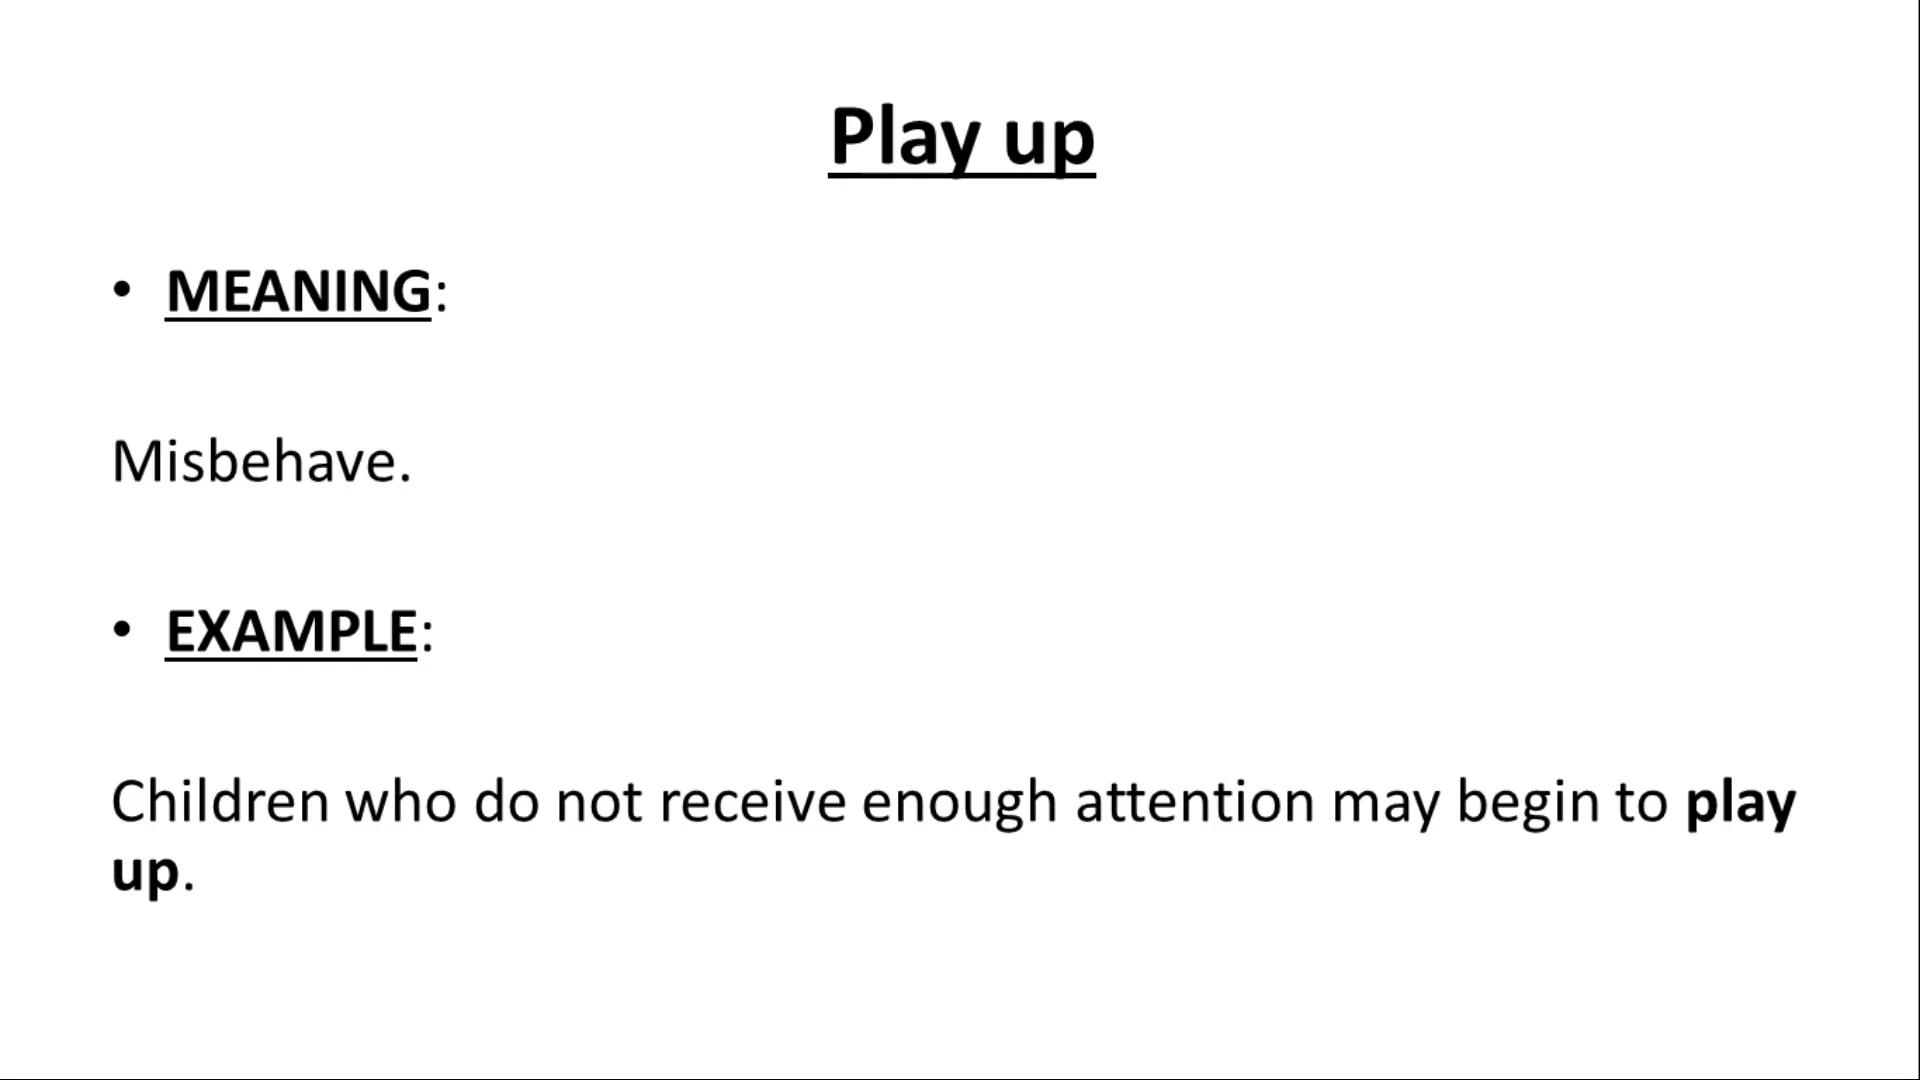 Play up
• MEANING:
Misbehave.
• EXAMPLE:
Children who do not receive enough attention may begin to play
up.